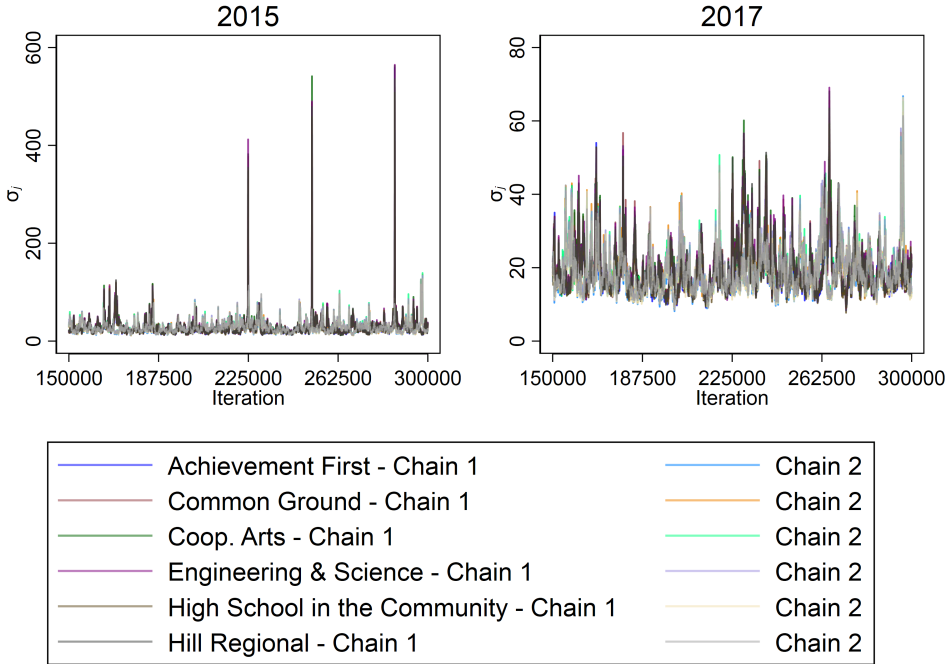 2015 2017
600 80
400 60
σj 40
200 20
0 0
150000 187500 225000 262500 300000 150000 187500 225000 262500 300000
Iteration Iteration
Achievement First - Chain 1 Chain 2
Common Ground - Chain 1 Chain 2
Coop. Arts - Chain 1 Chain 2
Engineering & Science - Chain 1 Chain 2
High School in the Community - Chain 1 Chain 2
Hill Regional - Chain 1 Chain 2